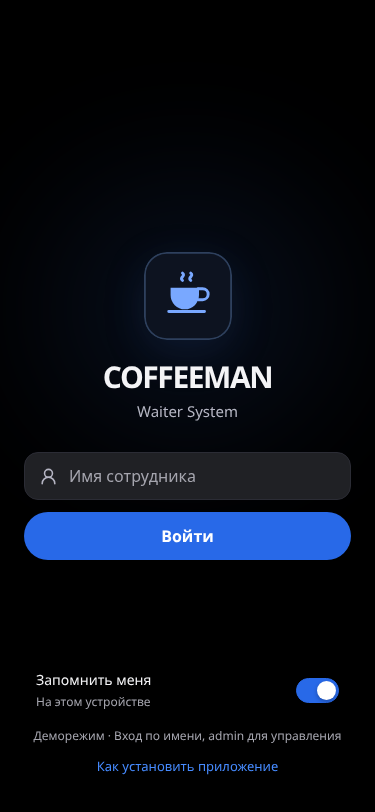 COFFEEMAN
Waiter System
Имя сотрудника
Войти
Запомнить меня
На этом устройстве
Деморежим · Вход по имени, admin для управления
Как установить приложение